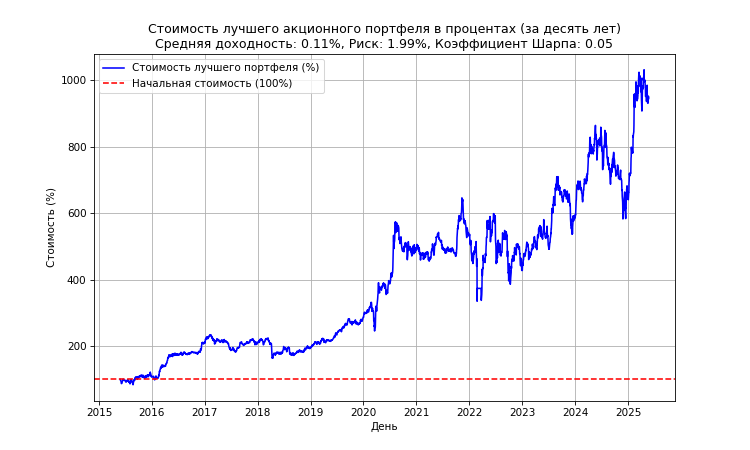 Стоимость лучшего акционного портфеля в процентах (за десять лет)
Средняя доходность: 0.11%, Риск: 1.99%, Коэффициент Шарпа: 0.05
Стоимость лучшего портфеля (%)
Начальная стоимость (100%)
Стоимость (%)
1000
800
600
400
200
2015 2016 2017 2018 2019 2020 2021 2022 2023 2024 2025
День